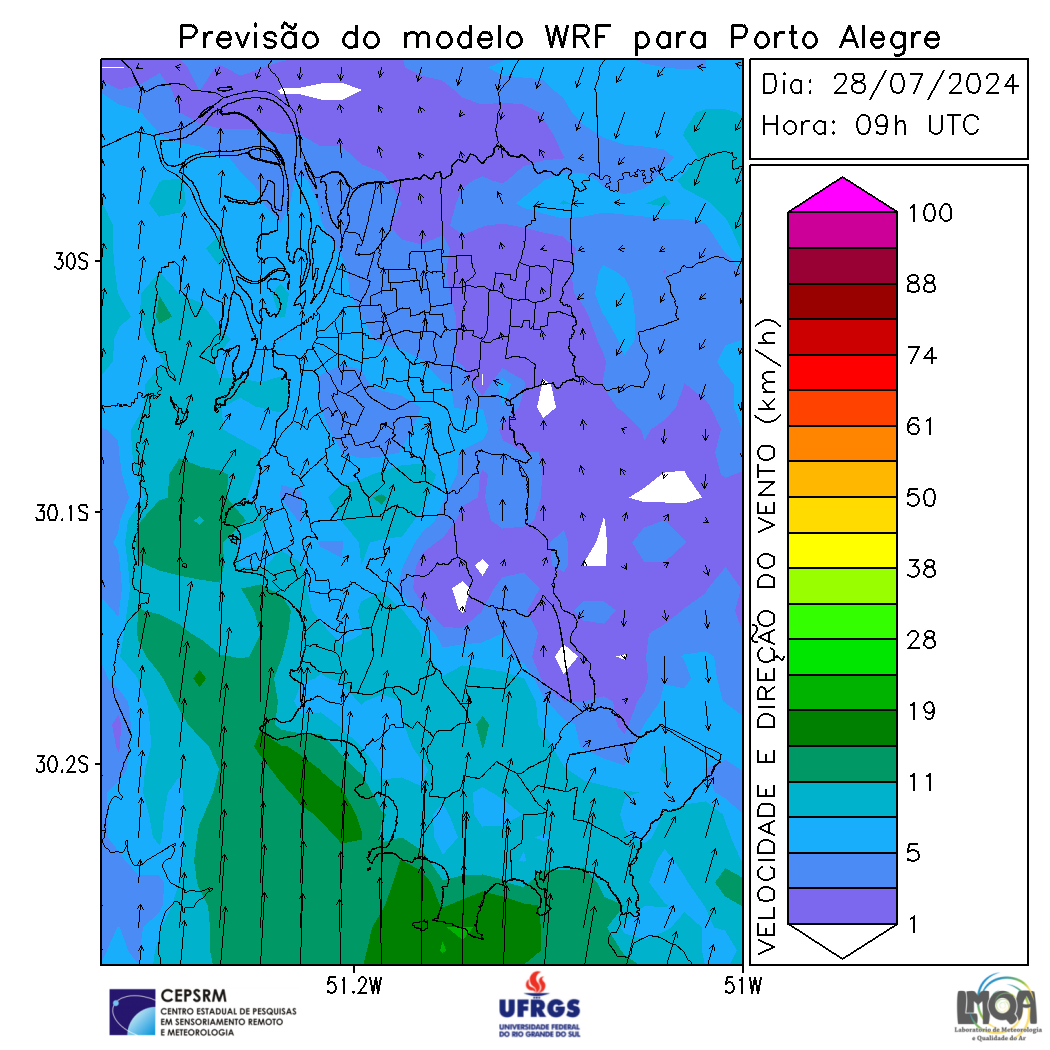 Previsão do modelo WRF para Porto Alegre
Dia: 28/07/2024
Hora: 09h UTC
30S
30.1S
30.2S
51.2W
51W
VELOCIDADE E DIREÇÃO DO VENTO (km/h)
100
88
74
61
50
38
28
19
11
5
1
CEPSRM
CENTRO ESTADUAL DE PESQUISAS
EM SENSORIAMENTO REMOTO
E METEOROLOGIA
UFRGS
UNIVERSIDADE FEDERAL
DO RIO GRANDE DO SUL
LMQA
Laboratório de Meteorologia
e Qualidade do Ar